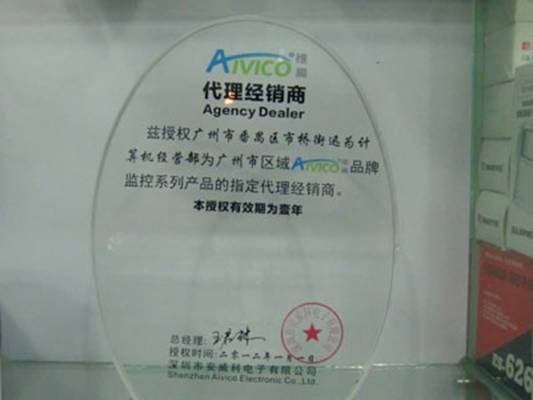 AIVICO®维高
代理经销商
Agency Dealer
兹授权广州市番禺区市桥街远为计
算机经营部为广州市区域AIVICO维高品牌
监控系列产品的指定代理经销商。
本授权有效期为壹年
总经理:
授权时间:二零一二年一月一日
深圳市安威科电子有限公司
Shenzhen Aivico Electronic Co.,Ltd.
626